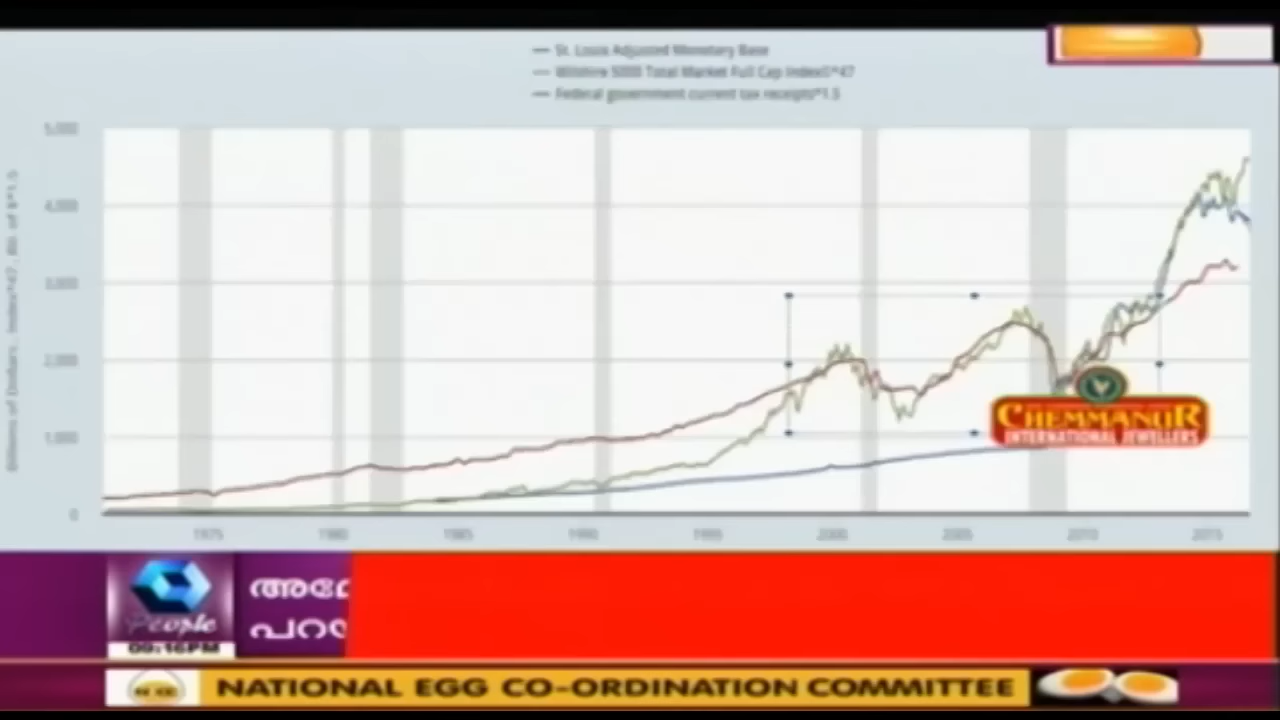 St. Louis Adjusted Monetary Base
Wilshire 5000 Total Market Full Cap Index©*47
Federal government current tax receipts*1.5
5,000
4,000
3,000
2,000
1,000
0
1975
1980
1985
1990
1995
2000
2005
2010
2015
CHEMMANUR
INTERNATIONAL JEWELLERS
People
09:16PM
NATIONAL EGG CO-ORDINATION COMMITTEE